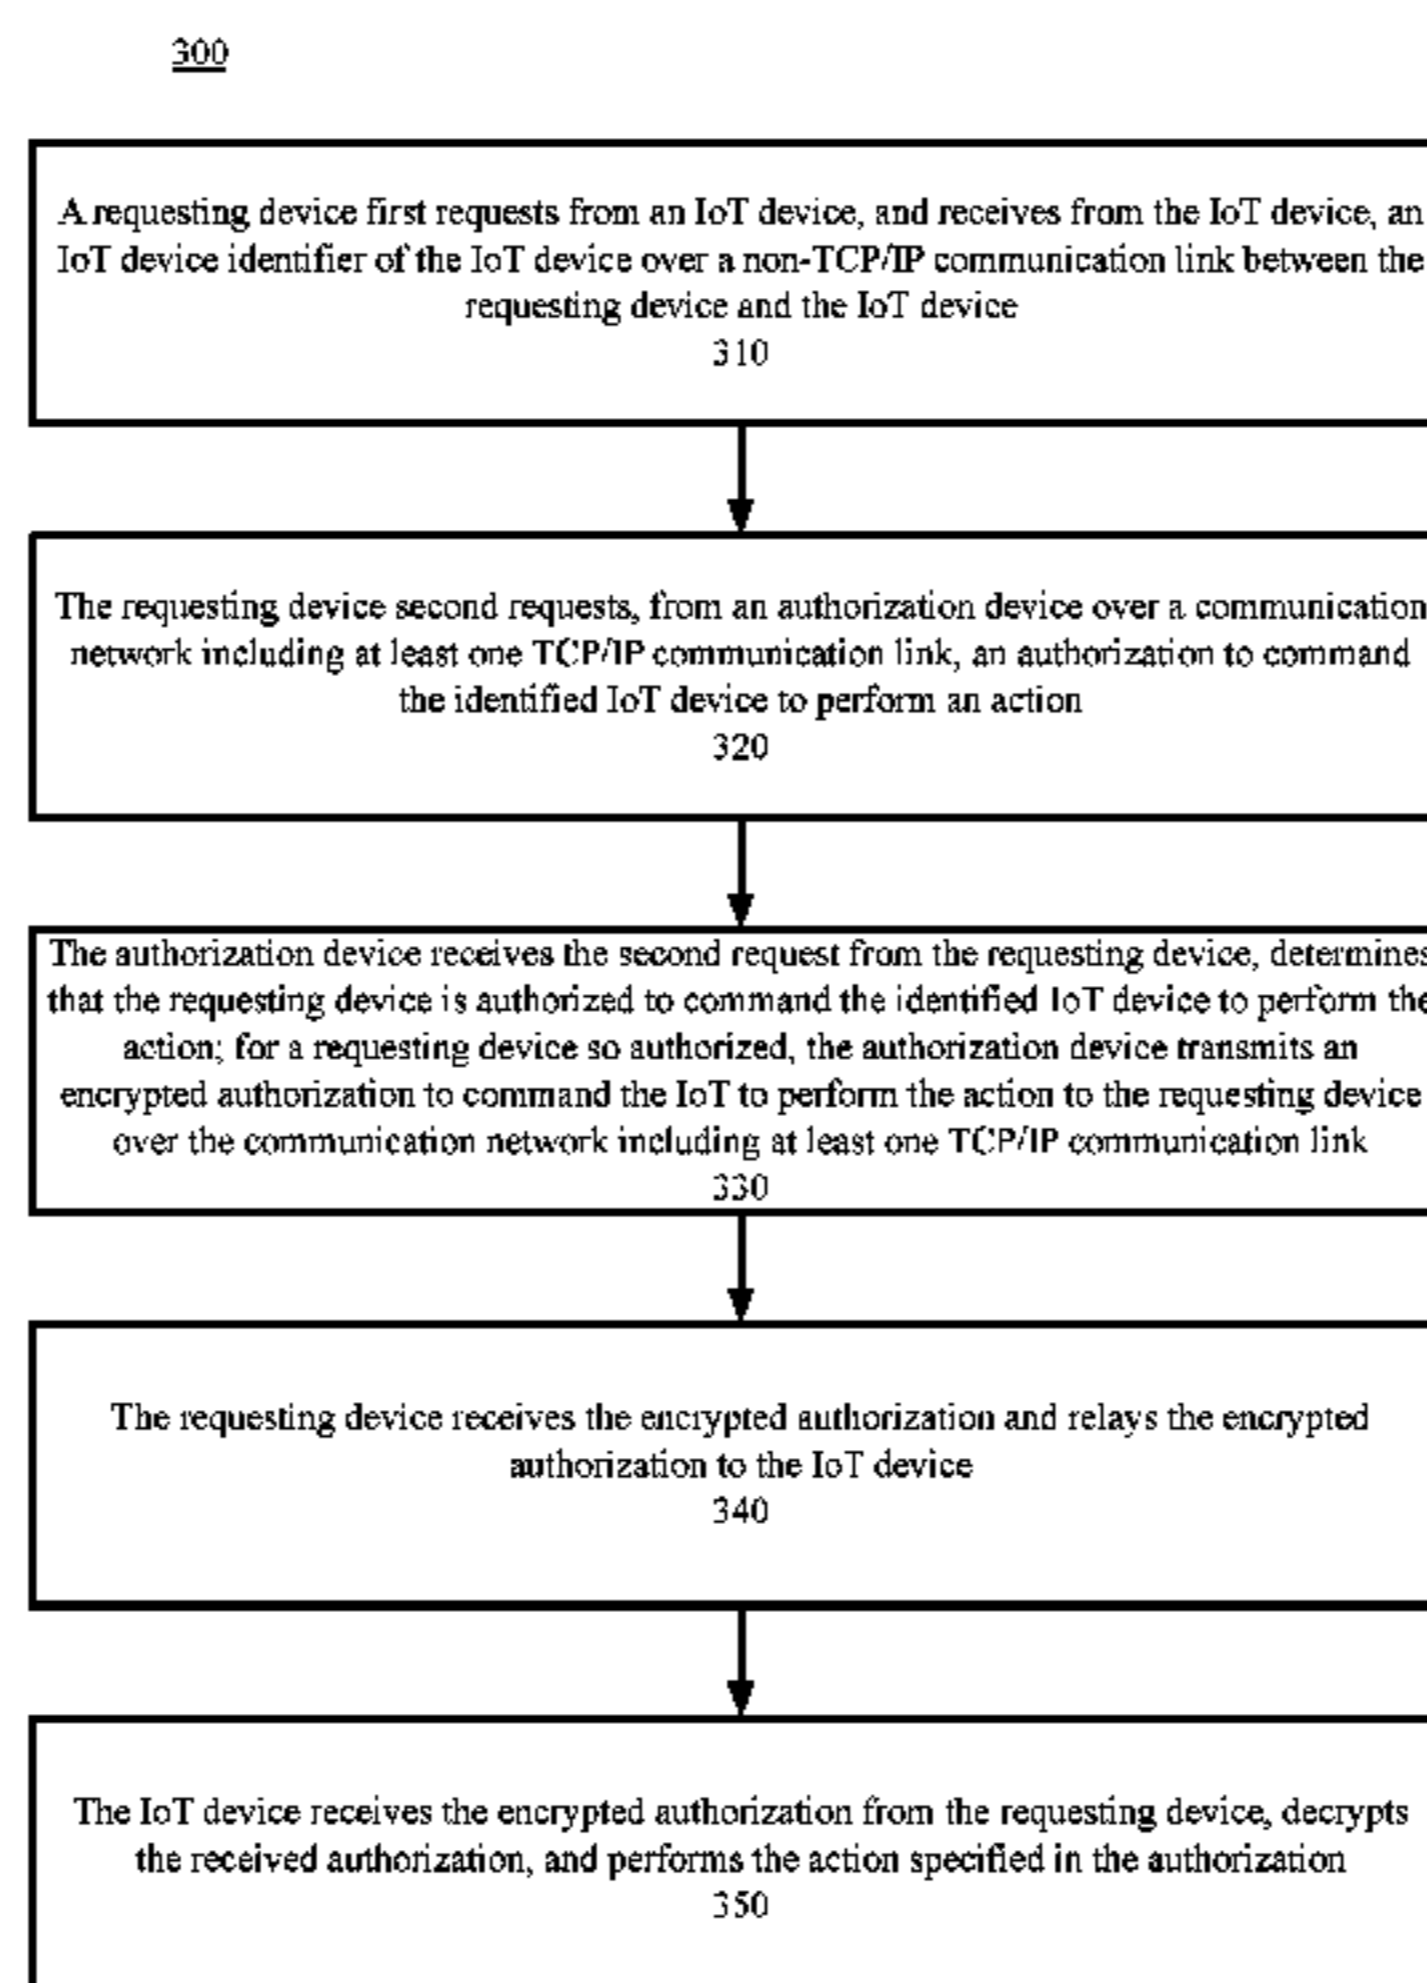 300
A requesting device first requests from an IoT device, and receives from the IoT device, an
IoT device identifier of the IoT device over a non-TCP/IP communication link between the
requesting device and the IoT device
310
The requesting device second requests, from an authorization device over a communication
network including at least one TCP/IP communication link, an authorization to command
the identified IoT device to perform an action
320
The authorization device receives the second request from the requesting device, determines
that the requesting device is authorized to command the identified IoT device to perform the
action; for a requesting device so authorized, the authorization device transmits an
encrypted authorization to command the IoT to perform the action to the requesting device
over the communication network including at least one TCP/IP communication link
330
The requesting device receives the encrypted authorization and relays the encrypted
authorization to the IoT device
340
The IoT device receives the encrypted authorization from the requesting device, decrypts
the received authorization, and performs the action specified in the authorization
350